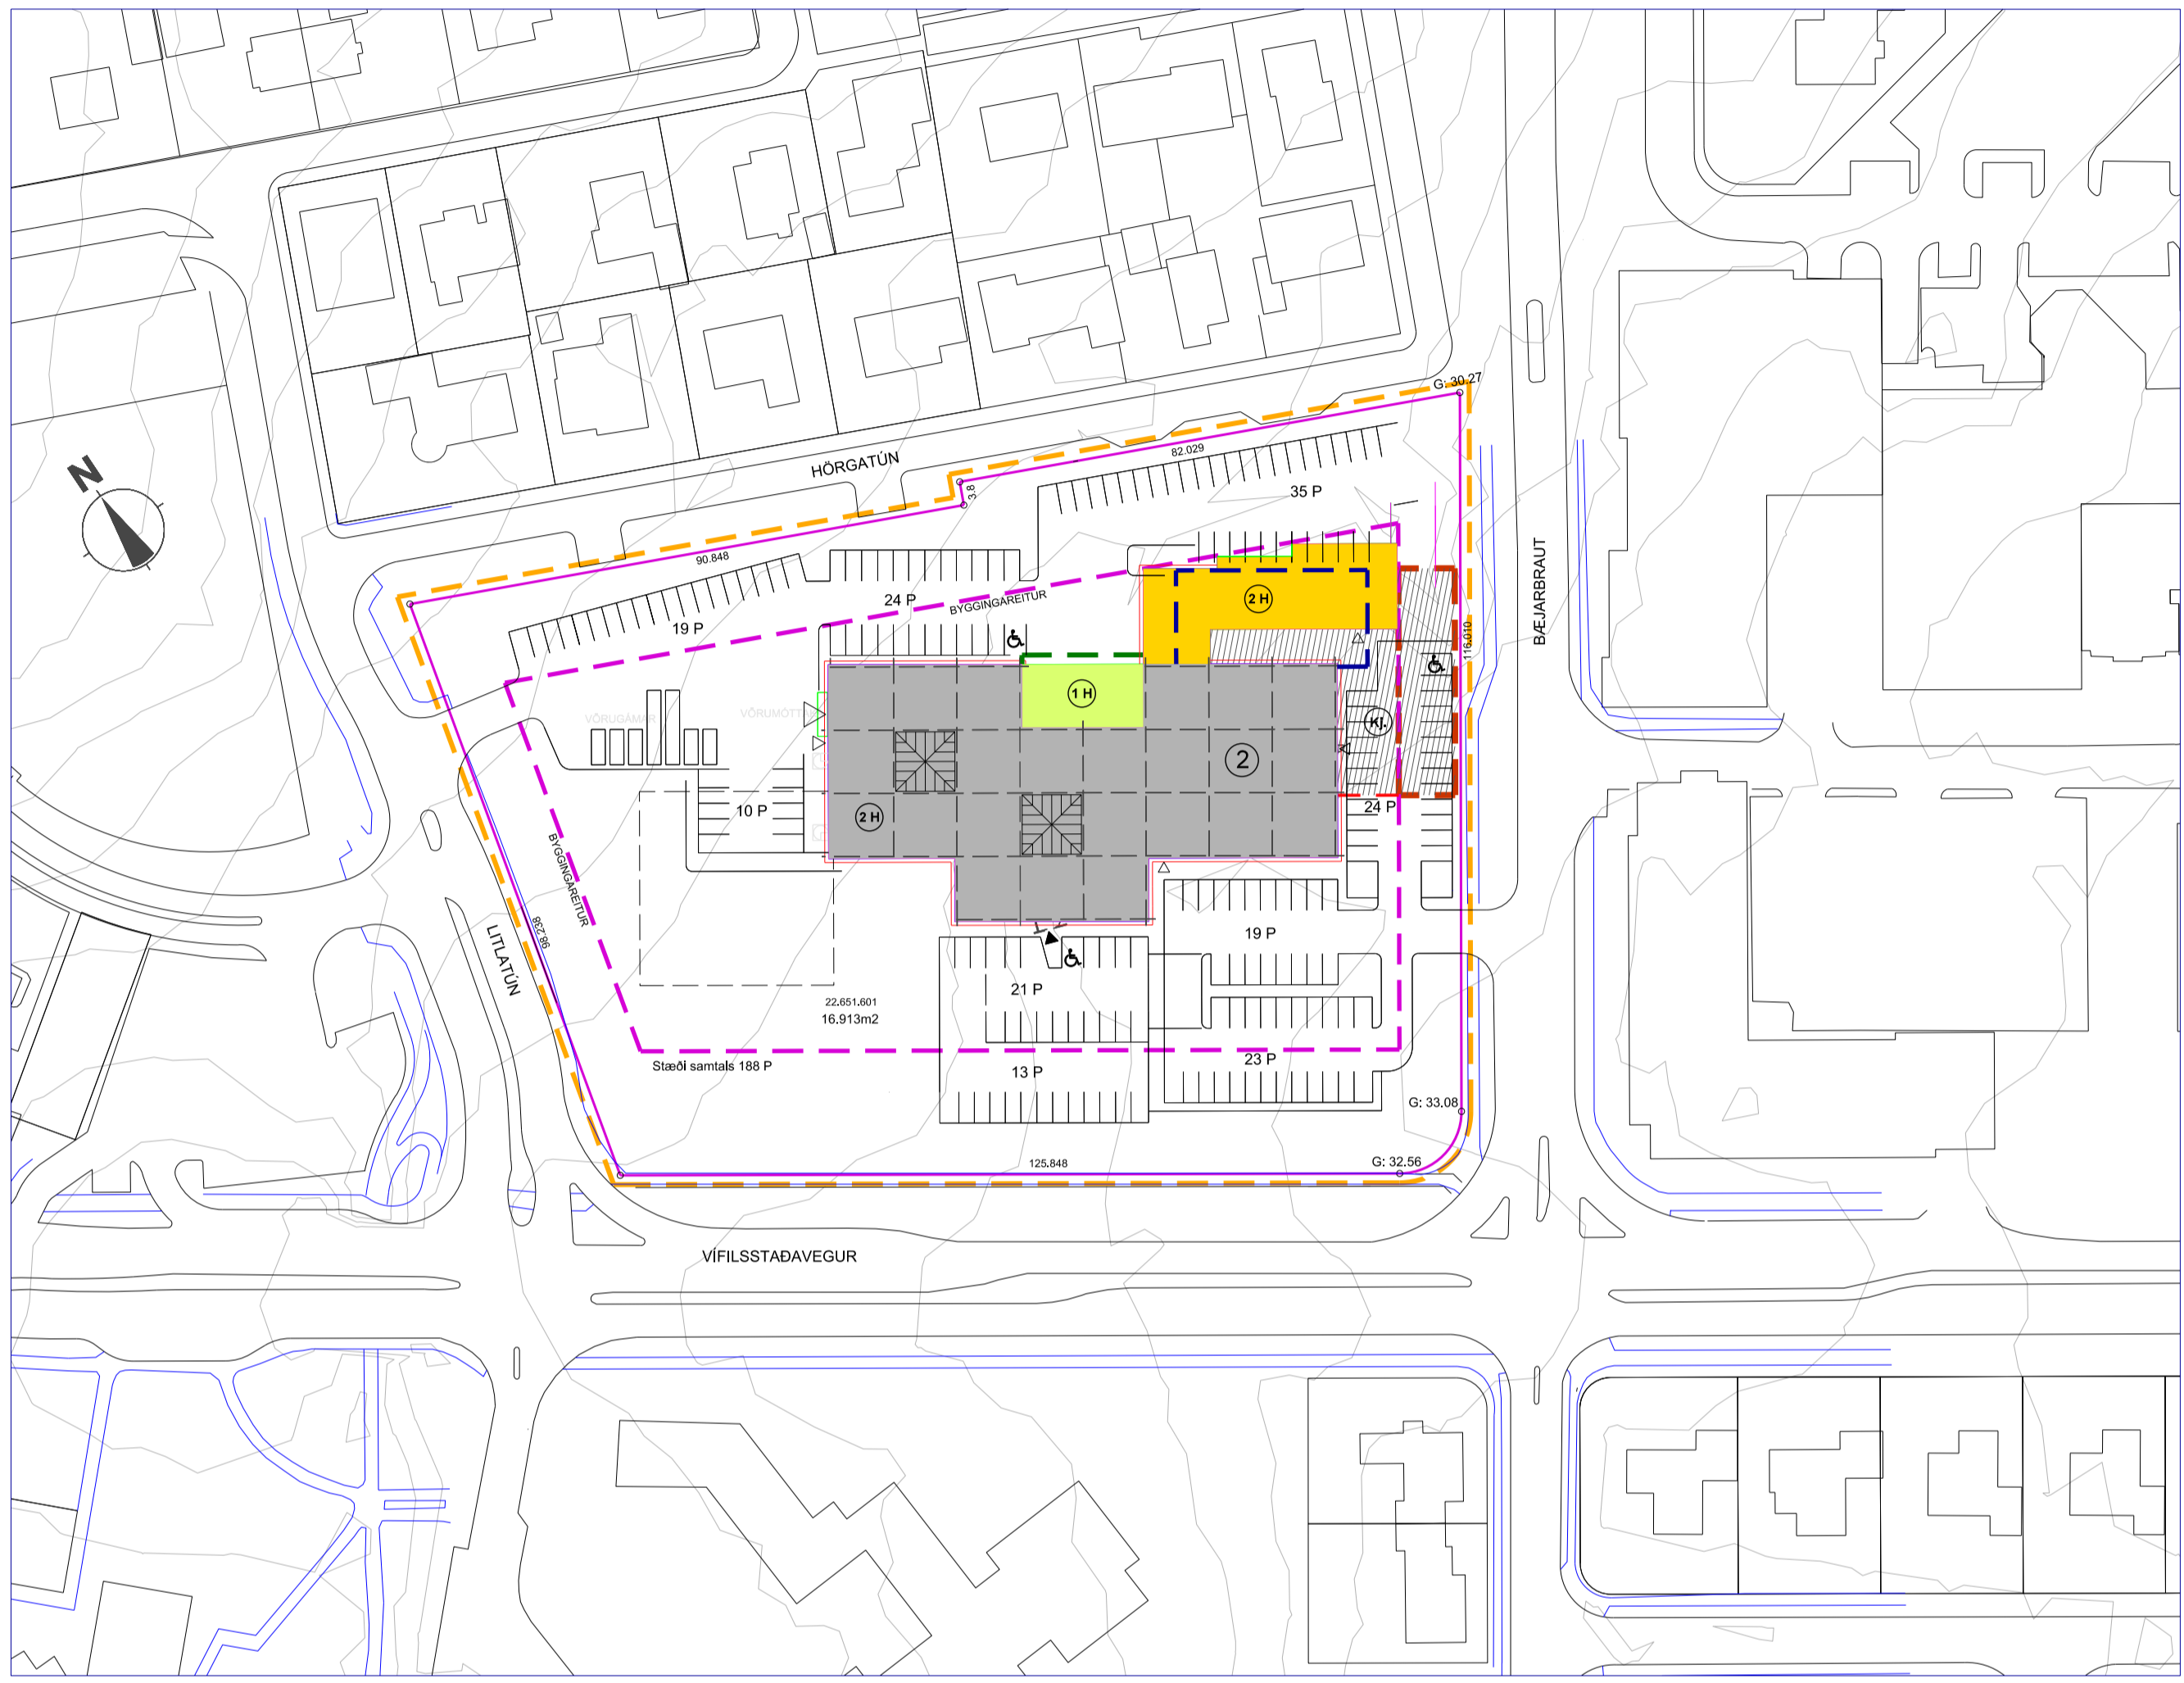 G: 30.27
N
HÖRGATÚN
82.029
3.8
35 P
90.848
24 P
BYGGINGAREITUR
2 H
BÆJARBRAUT
19 P
116.010
1 H
VÖRUGÁMAR
VÖRUMÓTT
Kj.
2
10 P
2 H
24 P
BYGGINGAREITUR
98.238
LITLATÚN
19 P
21 P
22.651.601
16.913m2
Stæði samtals 188 P
13 P
23 P
G: 33.08
125.848
G: 32.56
VÍFILSSTAÐAVEGUR